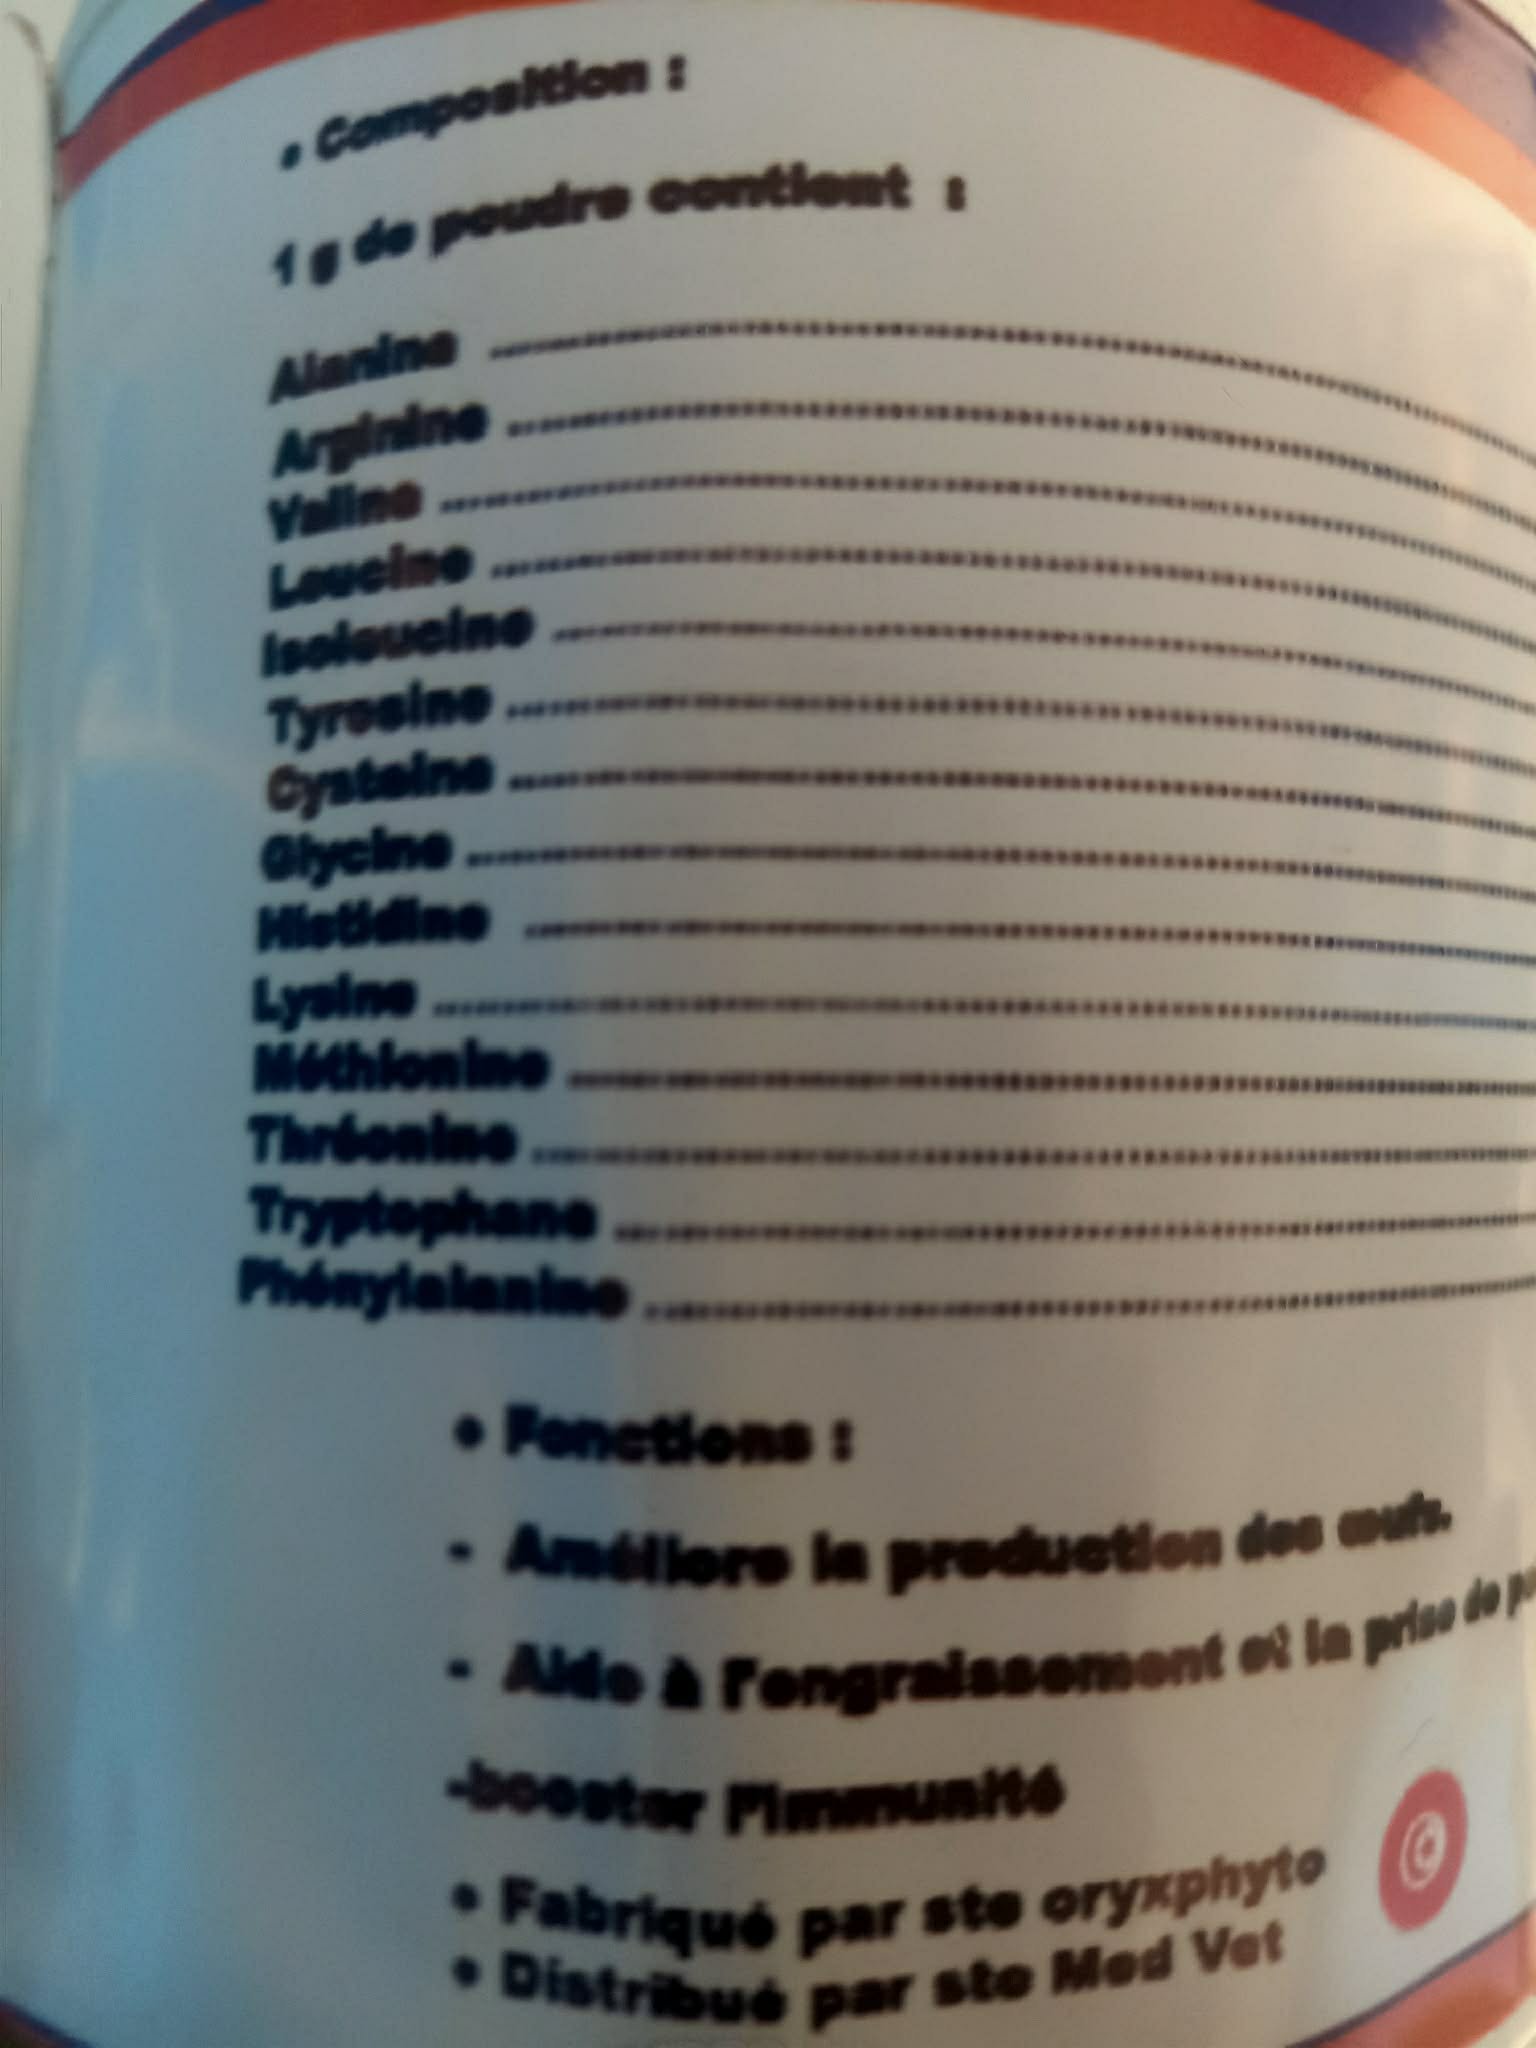 • Composition :
1 g de poudre contient :
Alanine
Arginine
Valine
Leucine
Isoleucine
Tyrosine
Cysteine
Glycine
Histidine
Lysine
Méthionine
Thréonine
Tryptophane
Phénylalanine
• Fonctions :
- Améliore la production des œufs.
- Aide à l'engraissement et la prise de
-booster l'immunité
• Fabriqué par ste oryxphyto
• Distribué par ste Med Vet